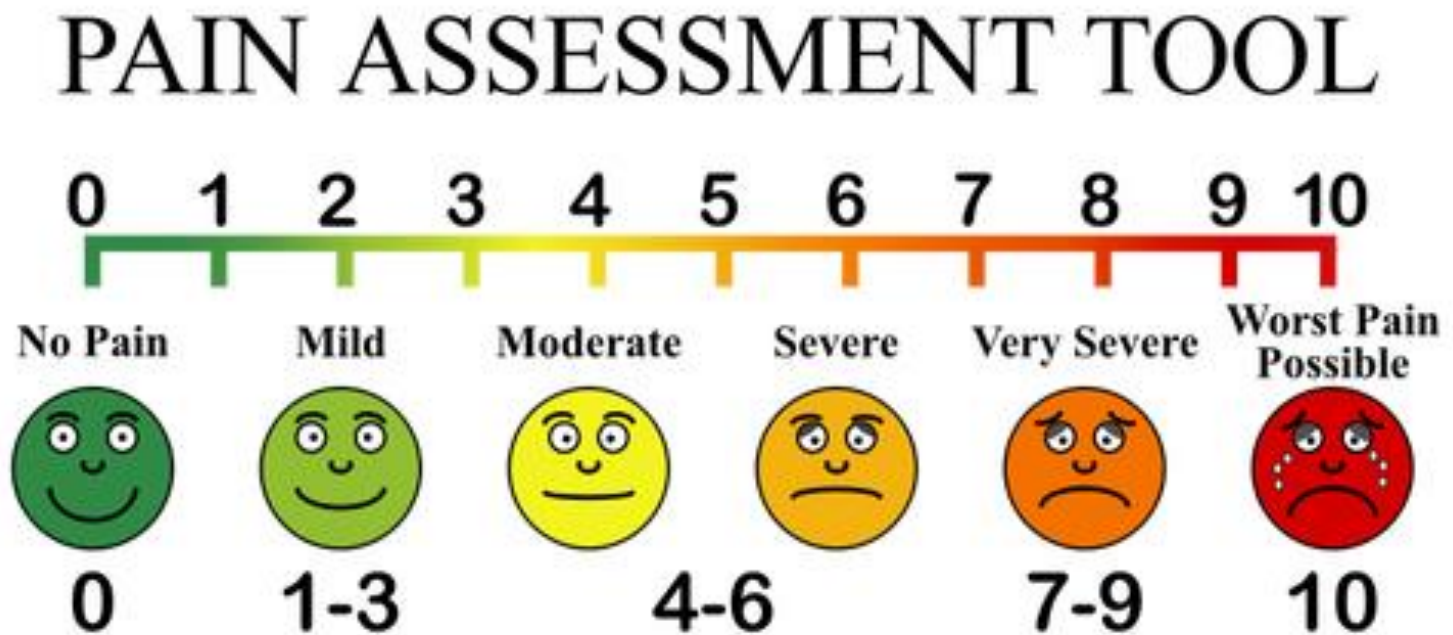 PAIN ASSESSMENT TOOL
0 1 2 3 4 5 6 7 8 9 10
No Pain Mild Moderate Severe Very Severe Worst Pain
Possible
0 1-3 4-6 7-9 10